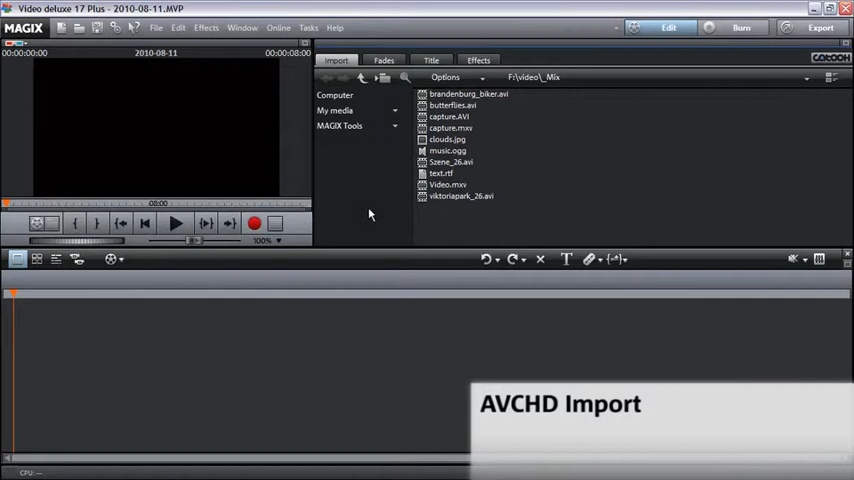 Video deluxe 17 Plus - 2010-08-11.MVP
MAGIX File Edit Effects Window Online Tasks Help Edit Burn Export
00:00:00:00 2010-08-11 00:00:08:00
Import Fades Title Effects
Options F:\video\_Mix
Computer
My media
MAGIX Tools
brandenburg_biker.avi
butterflies.avi
capture.AVI
capture.mxv
clouds.jpg
music.ogg
Szene_26.avi
text.rtf
Video.mxv
viktoriapark_26.avi
08:00
100%
AVCHD Import
CPU: --